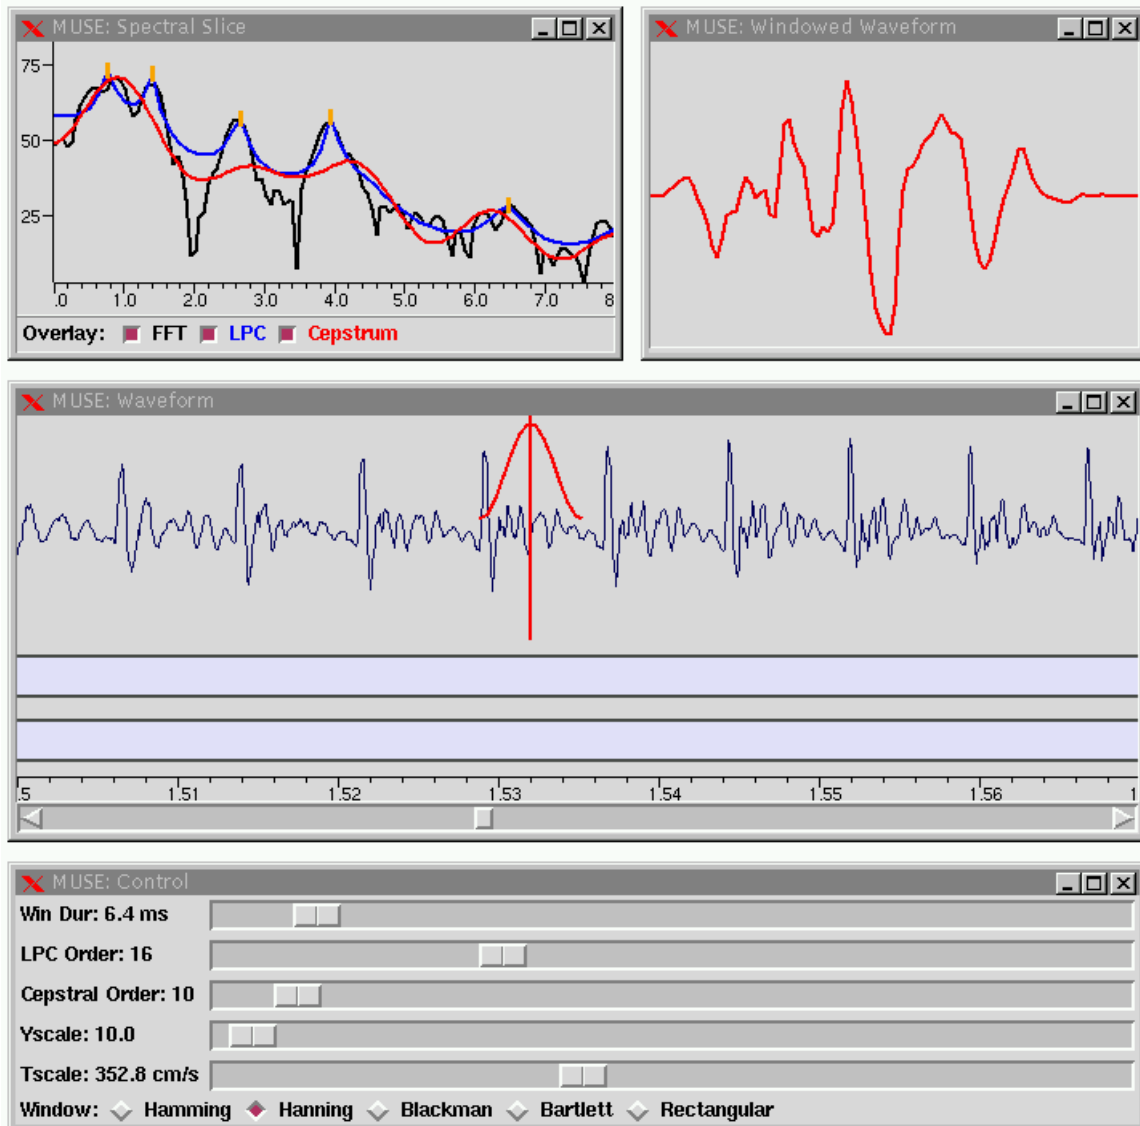 MUSE: Spectral Slice
75
50
25
.0 1.0 2.0 3.0 4.0 5.0 6.0 7.0 8
Overlay: FFT LPC Cepstrum
MUSE: Windowed Waveform
MUSE: Waveform
.5 1.51 1.52 1.53 1.54 1.55 1.56 1
MUSE: Control
Win Dur: 6.4 ms
LPC Order: 16
Cepstral Order: 10
Yscale: 10.0
Tscale: 352.8 cm/s
Window: Hamming Hanning Blackman Bartlett Rectangular